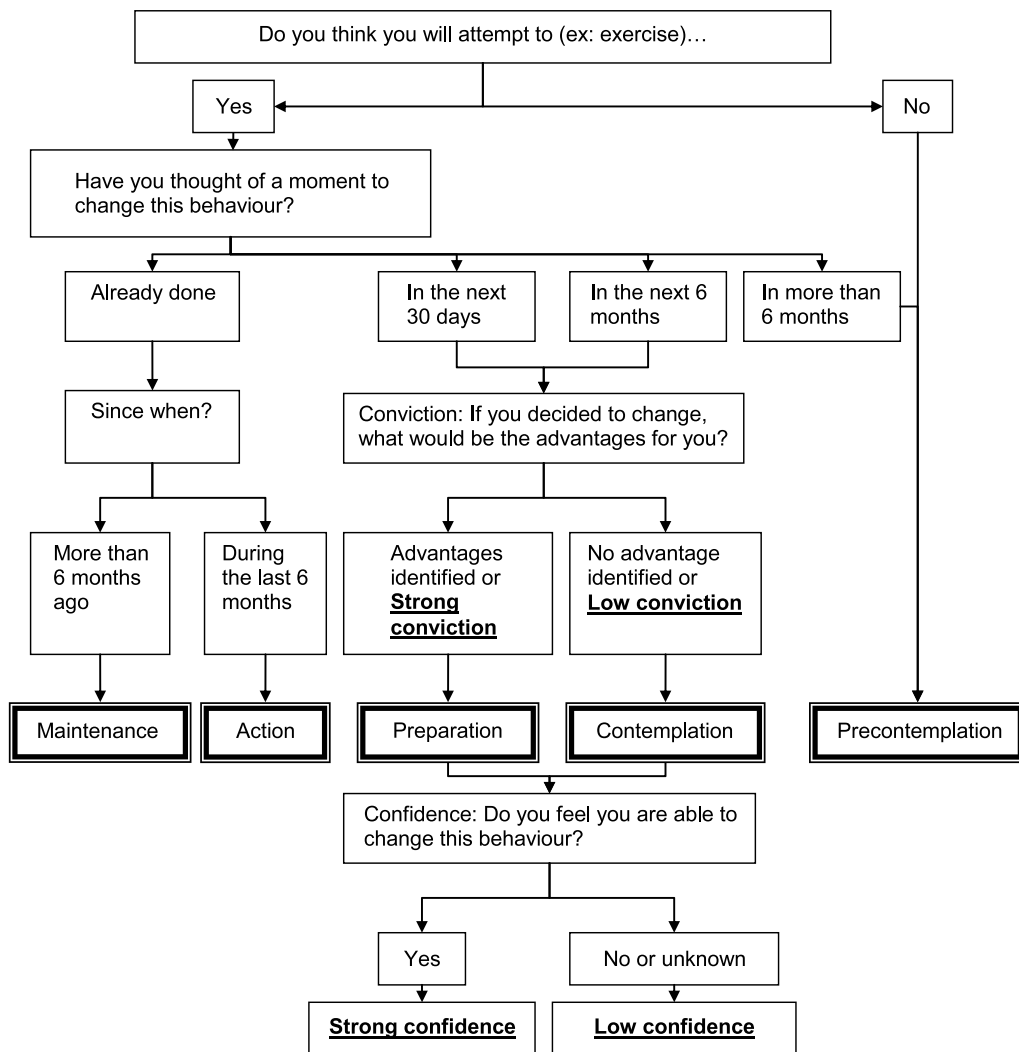 Do you think you will attempt to (ex: exercise)…
Yes
No
Have you thought of a moment to
change this behaviour?
Already done
In the next
30 days
In the next 6
months
In more than
6 months
Since when?
Conviction: If you decided to change,
what would be the advantages for you?
More than
6 months
ago
During
the last 6
months
Advantages
identified or
Strong
conviction
No advantage
identified or
Low conviction
Maintenance
Action
Preparation
Contemplation
Precontemplation
Confidence: Do you feel you are able to
change this behaviour?
Yes
No or unknown
Strong confidence
Low confidence